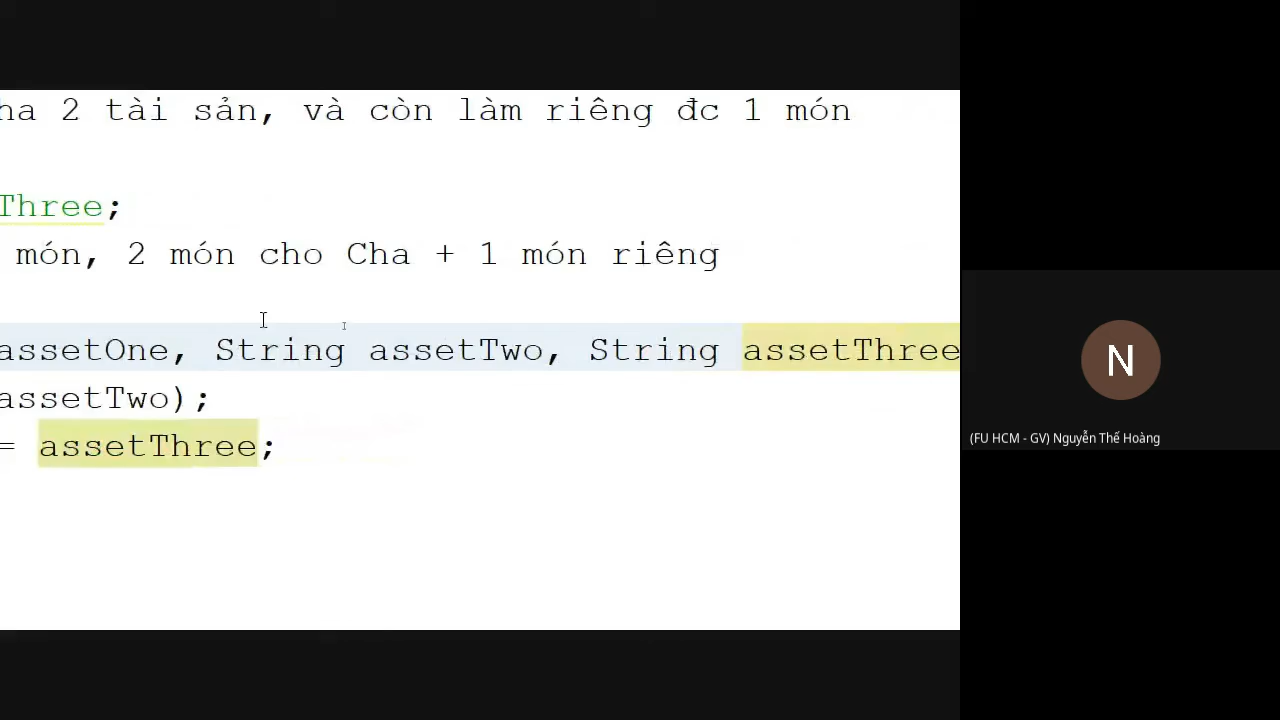 ha 2 tài sản, và còn làm riêng đc 1 món
Three;
món, 2 món cho Cha + 1 món riêng
assetOne, String assetTwo, String assetThree
assetTwo);
= assetThree;
N
(FU HCM - GV) Nguyễn Thế Hoàng